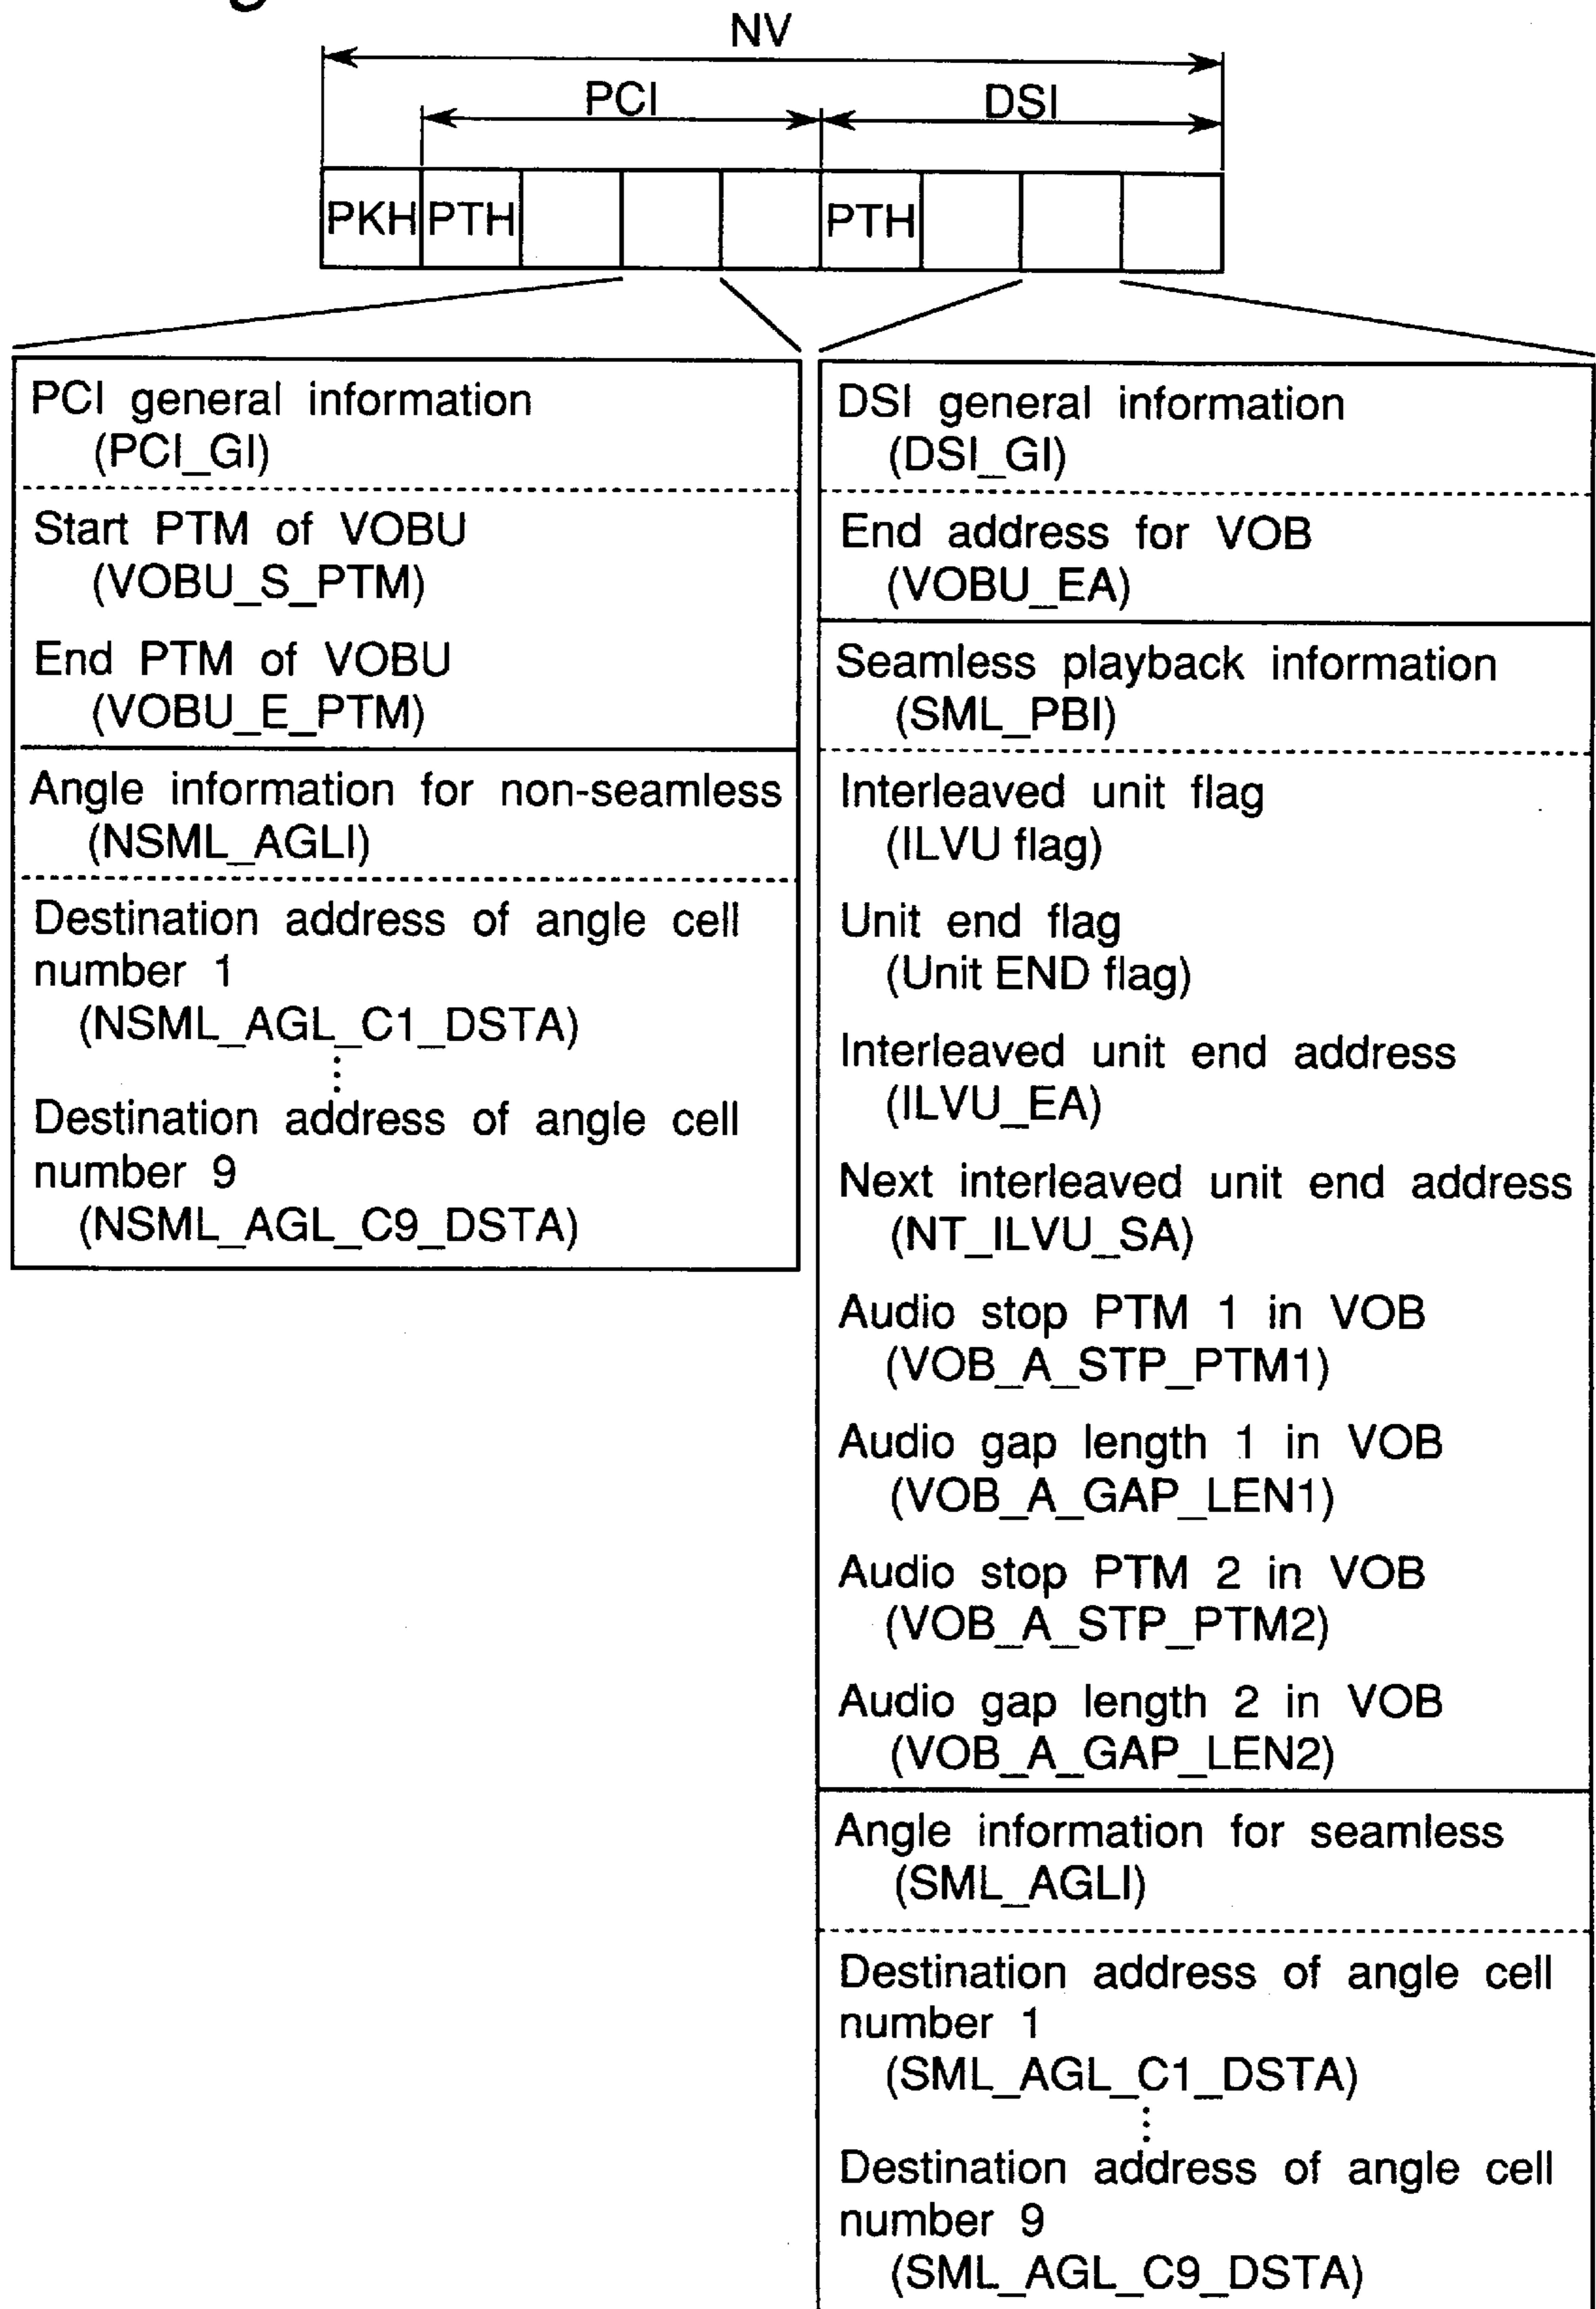 NV
PCI
DSI
PKH PTH PTH
PCI general information
(PCI_GI)
Start PTM of VOBU
(VOBU_S_PTM)
End PTM of VOBU
(VOBU_E_PTM)
Angle information for non-seamless
(NSML_AGLI)
Destination address of angle cell
number 1
(NSML_AGL_C1_DSTA)
Destination address of angle cell
number 9
(NSML_AGL_C9_DSTA)
DSI general information
(DSI_GI)
End address for VOB
(VOBU_EA)
Seamless playback information
(SML_PBI)
Interleaved unit flag
(ILVU flag)
Unit end flag
(Unit END flag)
Interleaved unit end address
(ILVU_EA)
Next interleaved unit end address
(NT_ILVU_SA)
Audio stop PTM 1 in VOB
(VOB_A_STP_PTM1)
Audio gap length 1 in VOB
(VOB_A_GAP_LEN1)
Audio stop PTM 2 in VOB
(VOB_A_STP_PTM2)
Audio gap length 2 in VOB
(VOB_A_GAP_LEN2)
Angle information for seamless
(SML_AGLI)
Destination address of angle cell
number 1
(SML_AGL_C1_DSTA)
Destination address of angle cell
number 9
(SML_AGL_C9_DSTA)